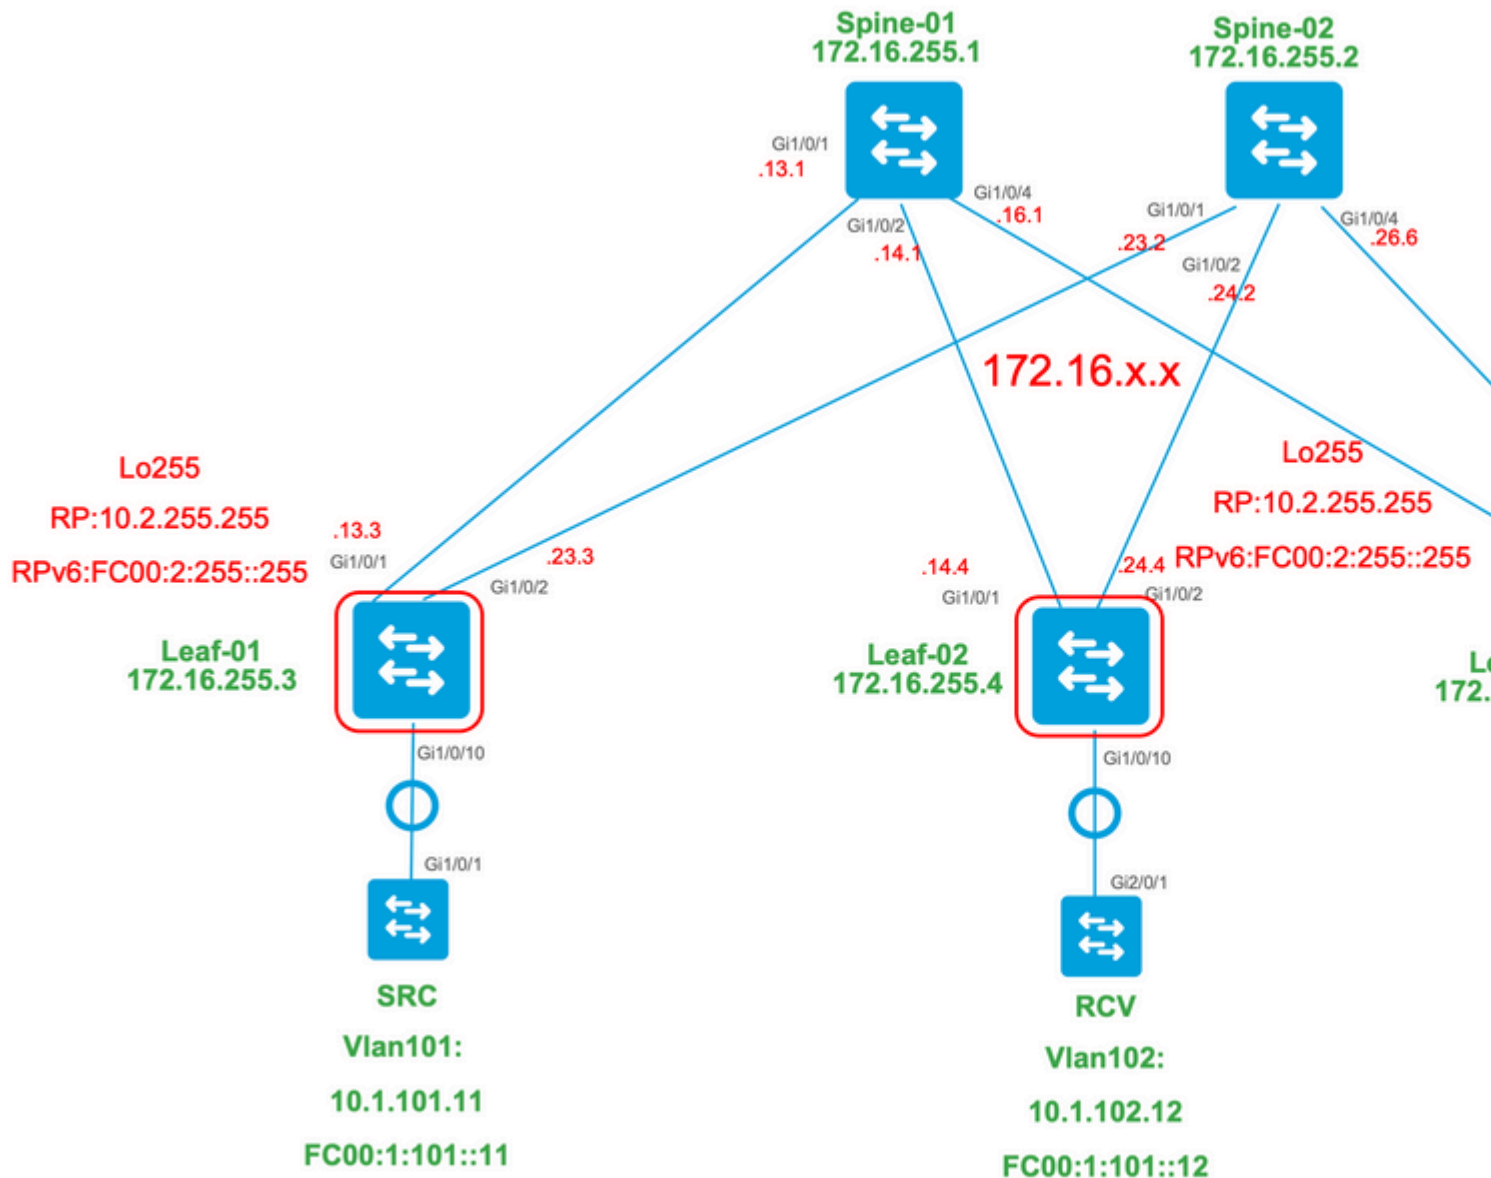 Spine-01
172.16.255.1
Spine-02
172.16.255.2
Gi1/0/1
.13.1
Gi1/0/4
.16.1
Gi1/0/2
.14.1
Gi1/0/1
.23.2
Gi1/0/4
.26.6
Gi1/0/2
.24.2
172.16.x.x
Lo255
RP:10.2.255.255
RPv6:FC00:2:255::255
.13.3
Gi1/0/1
.23.3
Gi1/0/2
Lo255
RP:10.2.255.255
RPv6:FC00:2:255::255
.14.4
Gi1/0/1
.24.4
Gi1/0/2
Leaf-01
172.16.255.3
Leaf-02
172.16.255.4
172.
Gi1/0/10
Gi1/0/10
Gi1/0/1
Gi2/0/1
SRC
Vlan101:
10.1.101.11
FC00:1:101::11
RCV
Vlan102:
10.1.102.12
FC00:1:101::12